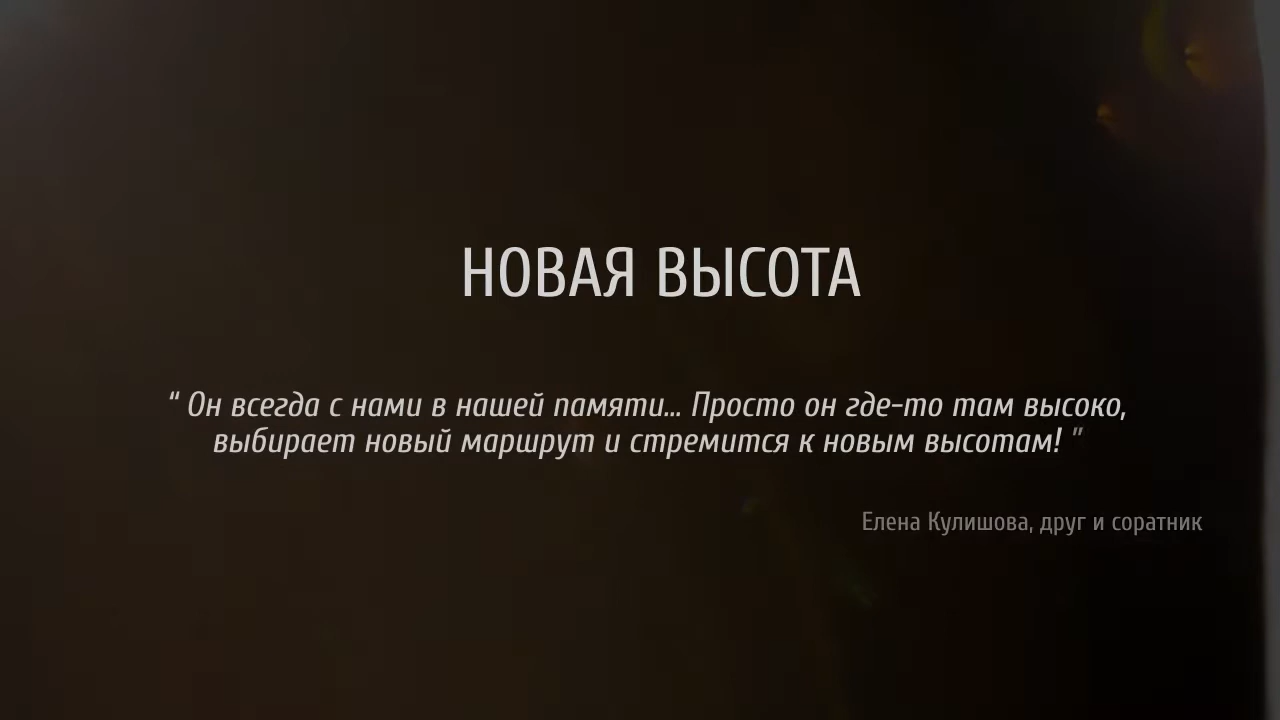 НОВАЯ ВЫСОТА
“ Он всегда с нами в нашей памяти... Просто он где-то там высоко,
выбирает новый маршрут и стремится к новым высотам! ”
Елена Кулишова, друг и соратник